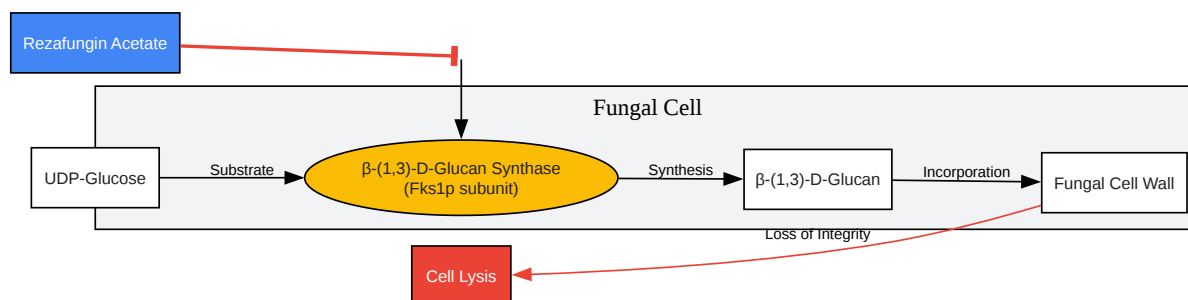 Rezafungin Acetate
Fungal Cell
UDP-Glucose
Substrate
β-(1,3)-D-Glucan Synthase
(Fks1p subunit)
Synthesis
β-(1,3)-D-Glucan
Incorporation
Fungal Cell Wall
Loss of Integrity
Cell Lysis